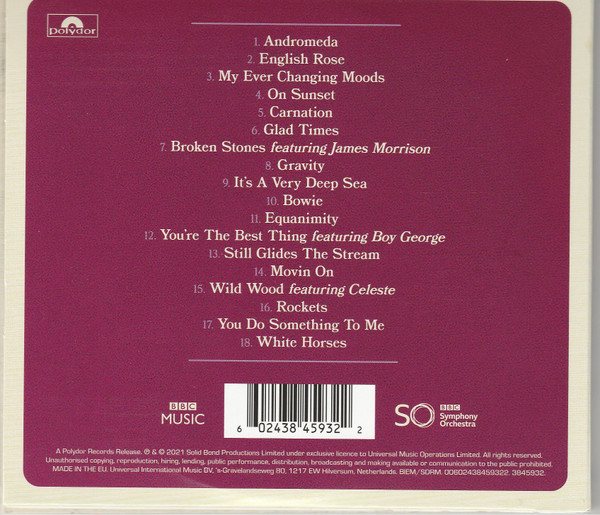 polydor
1. Andromeda
2. English Rose
3. My Ever Changing Moods
4. On Sunset
5. Carnation
6. Glad Times
7. Broken Stones featuring James Morrison
8. Gravity
9. It's A Very Deep Sea
10. Bowie
11. Equanimity
12. You're The Best Thing featuring Boy George
13. Still Glides The Stream
14. Movin On
15. Wild Wood featuring Celeste
16. Rockets
17. You Do Something To Me
18. White Horses
BBC
MUSIC
6 02438 45932 2
SO
BBC
Symphony
Orchestra
A Polydor Records Release. ℗ & © 2021 Solid Bond Productions Limited under exclusive licence to Universal Music Operations Limited. All rights reserved.
Unauthorised copying, reproduction, hiring, lending, public performance, distribution, broadcasting and making available or communication to the public prohibited.
MADE IN THE EU. Universal International Music BV, 's-Gravelandseweg 80, 1217 EW Hilversum, Netherlands. BIEM/SDRM. 00602438459322. 3845932.